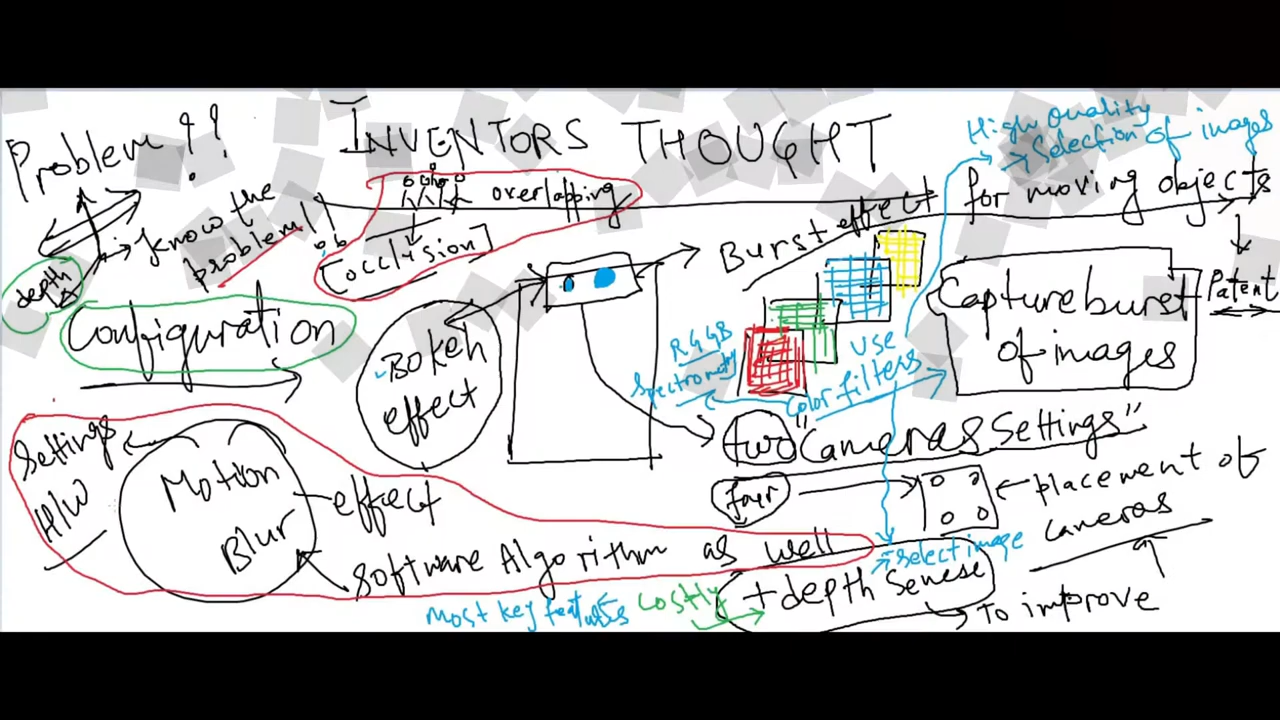 Problem ??
INVENTORS THOUGHT
High Quality
Selection of images
for moving objects
know the
problem!!
depth
overlapping
[occlusion]
Burst effect
Patent
Configuration
Capture burst
of images
Bokeh
effect
RGGB
Spectrometry
Use
Color filters
two "Cameras Settings"
Settings
H/W
Motion
Blur
effect
Software Algorithm as well
four
placement of
cameras
select image
+ depth Senese
To improve
Costly
most key features